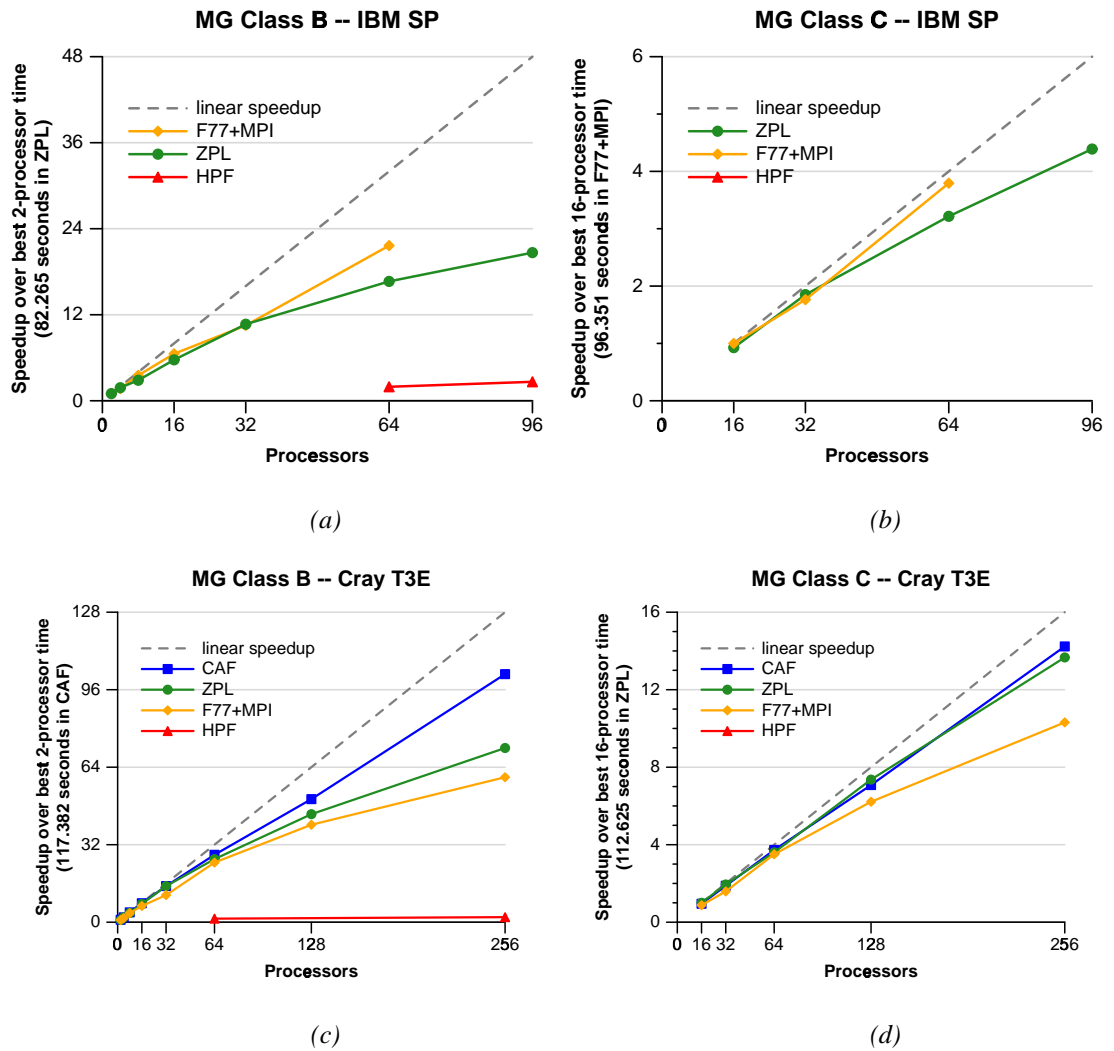 MG Class B -- IBM SP
48
36
24
12
0
linear speedup
F77+MPI
ZPL
HPF
Speedup over best 2-processor time
(82.265 seconds in ZPL)
0 16 32 64 96
Processors
(a)
MG Class C -- IBM SP
6
4
2
0
linear speedup
ZPL
F77+MPI
HPF
Speedup over best 16-processor time
(96.351 seconds in F77+MPI)
0 16 32 64 96
Processors
(b)
MG Class B -- Cray T3E
128
96
64
32
0
linear speedup
CAF
ZPL
F77+MPI
HPF
Speedup over best 2-processor time
(117.382 seconds in CAF)
0 16 32 64 128 256
Processors
(c)
MG Class C -- Cray T3E
16
12
8
4
0
linear speedup
CAF
ZPL
F77+MPI
HPF
Speedup over best 16-processor time
(112.625 seconds in ZPL)
0 16 32 64 128 256
Processors
(d)